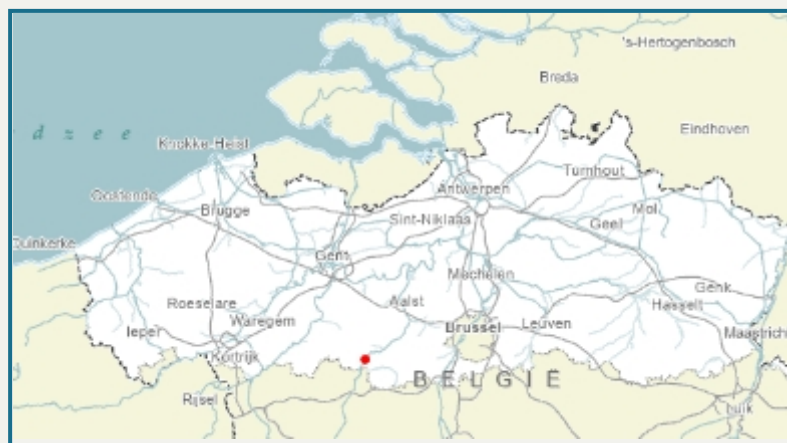 's-Hertogenbosch
Breda
d z e e
Eindhoven
Knokke-Heist
Turnhout
Antwerpen
Oostende
Mol
Brugge
Sint-Niklaas
Geel
Duinkerke
Gent
Mechelen
Genk
Roeselare
Aalst
Hasselt
Waregem
Brussel
Leuven
Ieper
Maastrich
Kortrijk
BELGIË
Rijsel
Luik